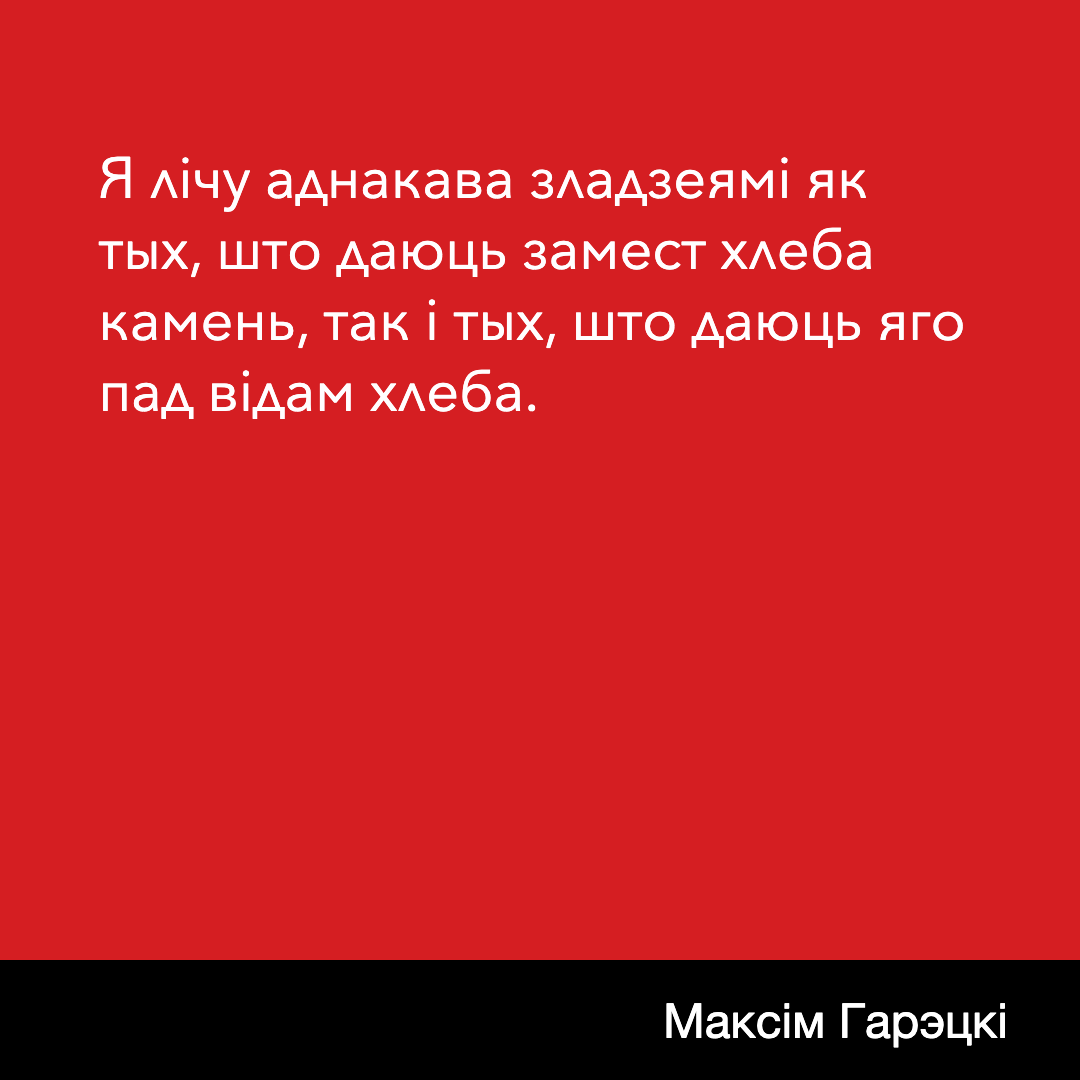 Я лічу аднакава зладзеямі як
тых, што даюць замест хлеба
камень, так і тых, што даюць яго
пад відам хлеба.
Максім Гарэцкі